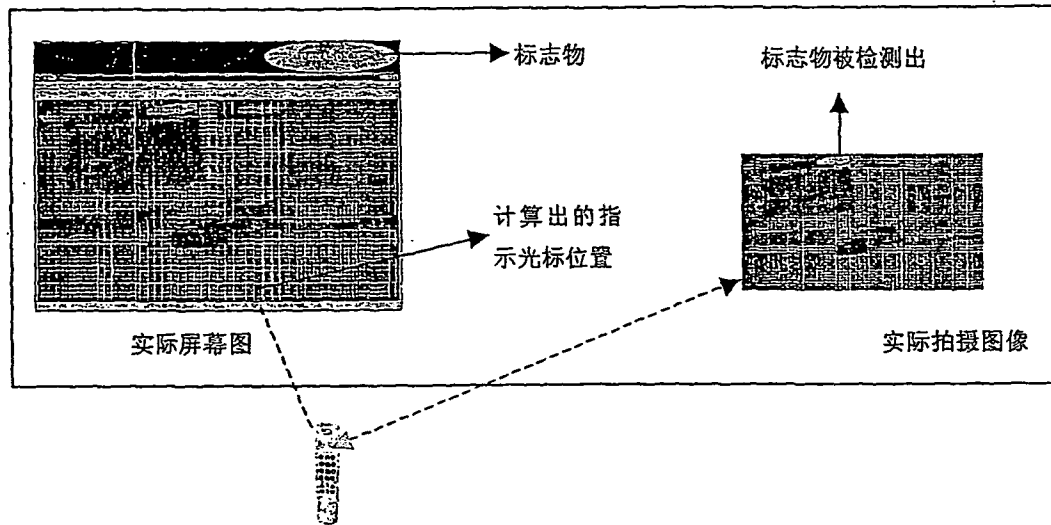 标志物
标志物被检测出
计算出的指
示光标位置
实际屏幕图
实际拍摄图像